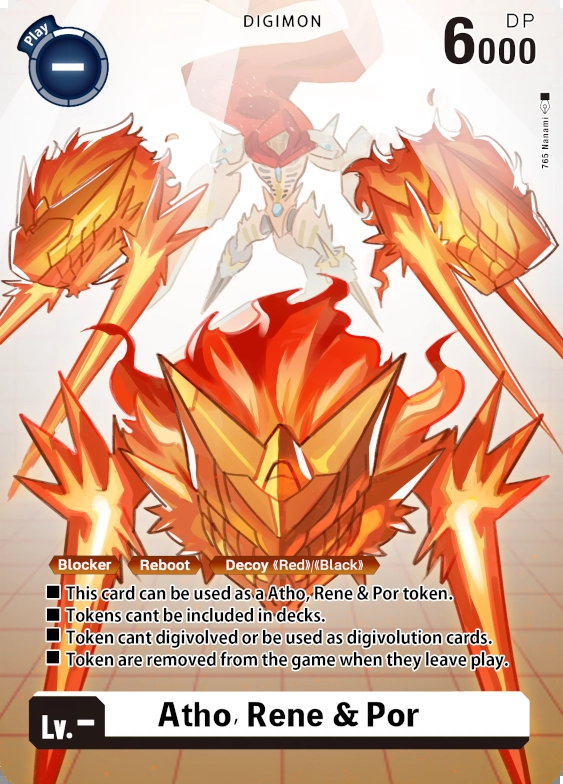 Play
—
DIGIMON
DP
6000
765 Nanami
Blocker
Reboot
Decoy《Red》/《Black》
■ This card can be used as a Atho, Rene & Por token.
■ Tokens cant be included in decks.
■ Token cant digivolved or be used as digivolution cards.
■ Token are removed from the game when they leave play.
Lv.—
Atho, Rene & Por